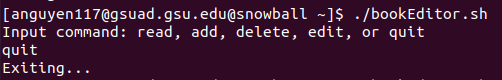 [anguyen117@gsuad.gsu.edu@snowball ~]$ ./bookEditor.sh
Input command: read, add, delete, edit, or quit
quit
Exiting...